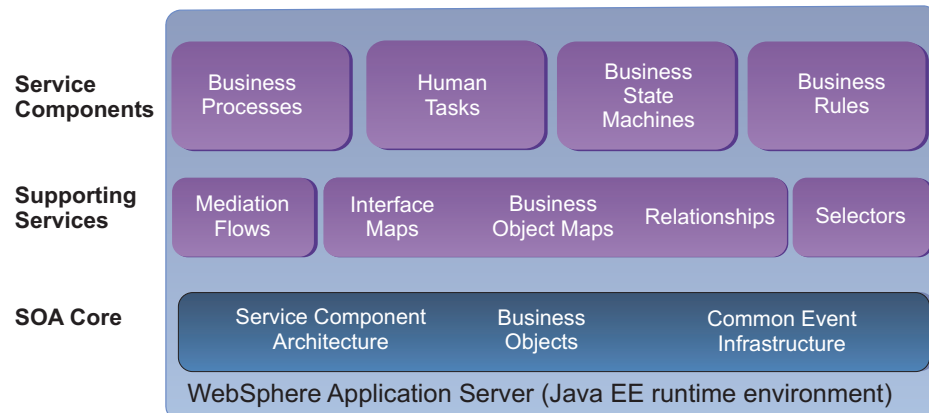 Service
Components
Business
Processes
Human
Tasks
Business
State
Machines
Business
Rules
Supporting
Services
Mediation
Flows
Interface
Maps
Business
Object Maps
Relationships
Selectors
SOA Core
Service Component
Architecture
Business
Objects
Common Event
Infrastructure
WebSphere Application Server (Java EE runtime environment)